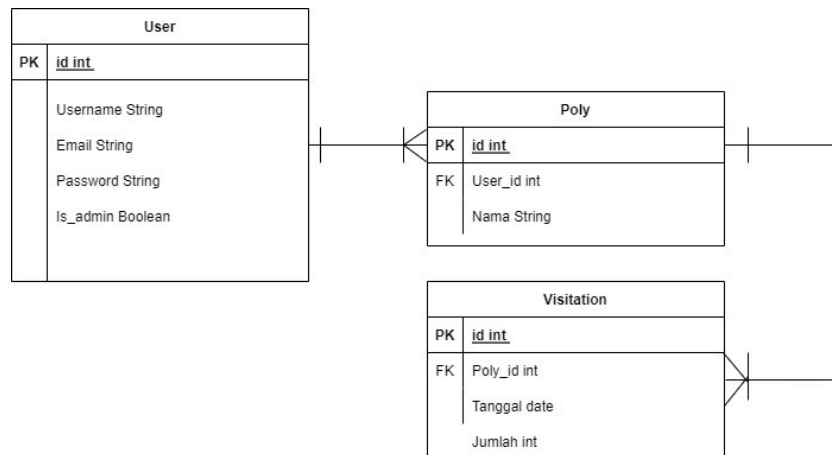 User
PK id int
Username String
Email String
Password String
Is_admin Boolean
Poly
PK id int
FK User_id int
Nama String
Visitation
PK id int
FK Poly_id int
Tanggal date
Jumlah int